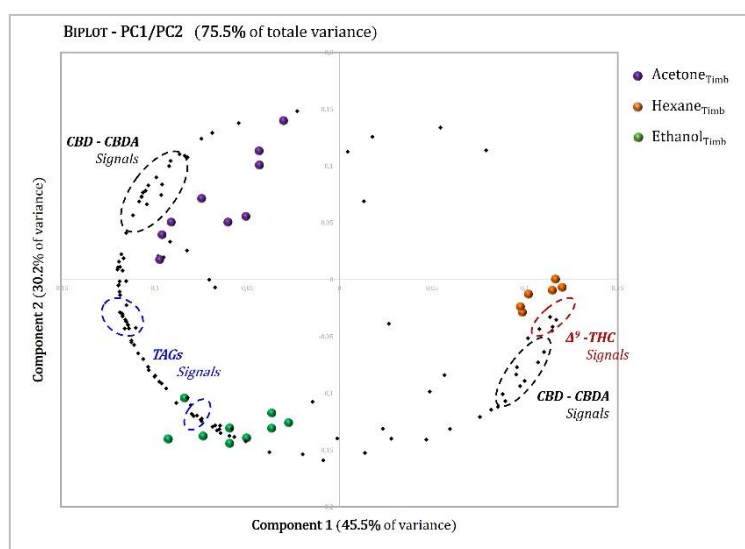 BIPLOT - PC1/PC2 (75.5% of totale variance)
Acetone_Timb
Hexane_Timb
Ethanol_Timb
CBD - CBDA
Signals
TAGs
Signals
Δ⁹ -THC
Signals
CBD - CBDA
Signals
Component 2 (30.2% of variance)
Component 1 (45.5% of variance)